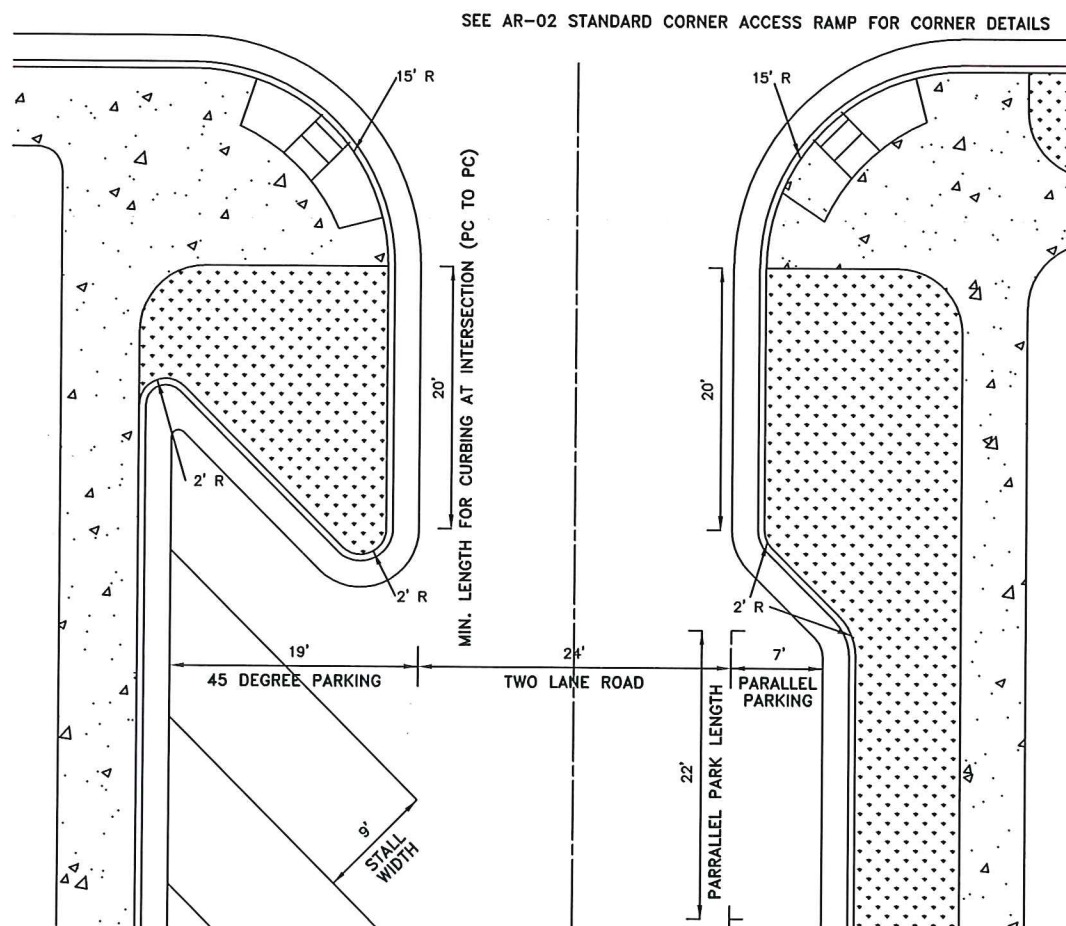 SEE AR-02 STANDARD CORNER ACCESS RAMP FOR CORNER DETAILS
15' R
15' R
MIN. LENGTH FOR CURBING AT INTERSECTION (PC TO PC)
20'
20'
2' R
2' R
2' R
19'
45 DEGREE PARKING
24'
TWO LANE ROAD
7'
PARALLEL
PARKING
22'
PARRALEL PARK LENGTH
9'
STALL
WIDTH